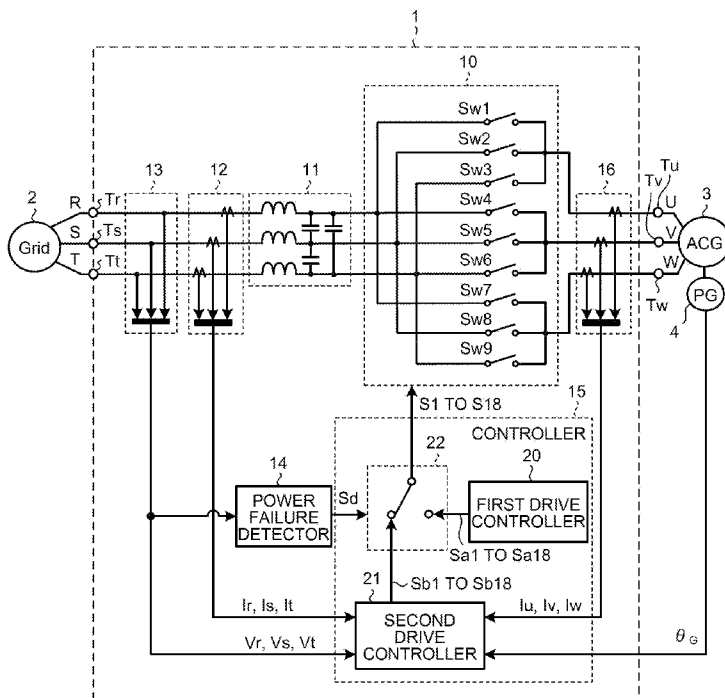 1
10
Sw1
Sw2
Sw3
Sw4
Sw5
Sw6
Sw7
Sw8
Sw9
13
12
11
16
2
R
Tr
Grid
S
Ts
T
Tt
Tv
Tu
U
V
W
Tw
3
ACG
PG
4
S1 TO S18
15
CONTROLLER
22
20
14
POWER
FAILURE
DETECTOR
Sd
FIRST DRIVE
CONTROLLER
Sa1 TO Sa18
Sb1 TO Sb18
21
SECOND
DRIVE
CONTROLLER
Ir, Is, It
Vr, Vs, Vt
Iu, Iv, Iw
θG